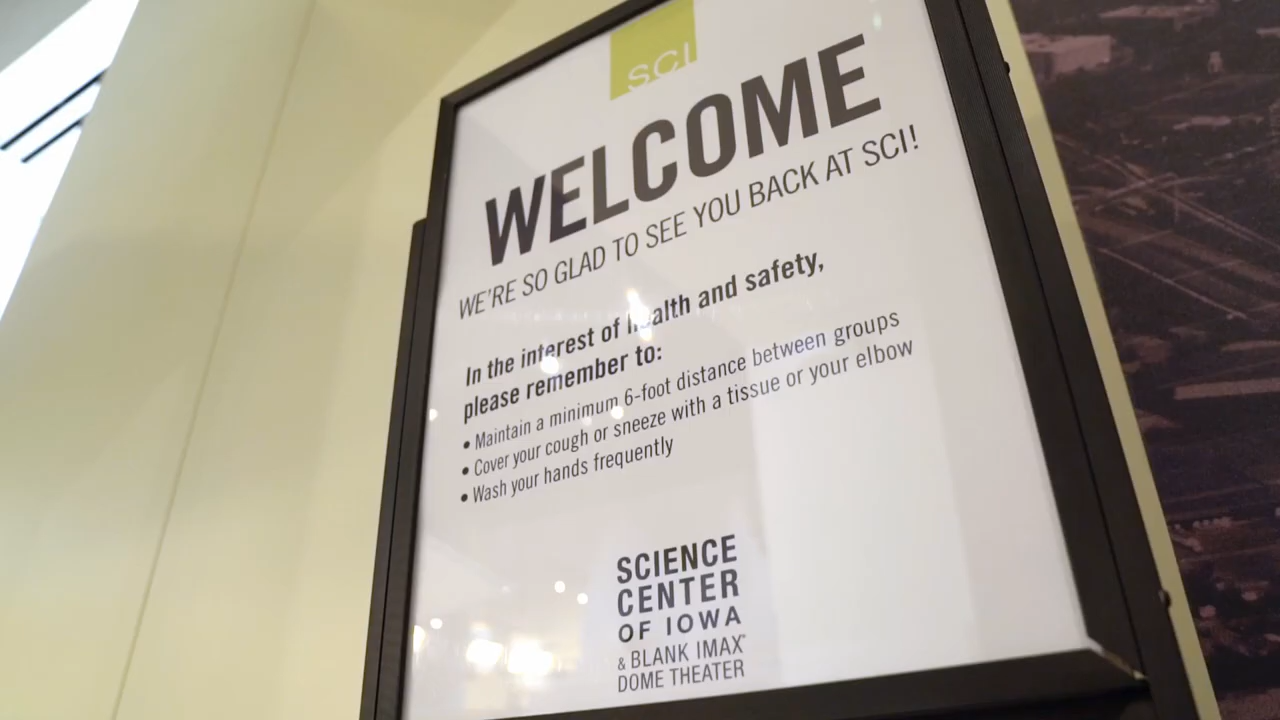 SCI
WELCOME
WE'RE SO GLAD TO SEE YOU BACK AT SCI!
In the interest of health and safety,
please remember to:
• Maintain a minimum 6-foot distance between groups
• Cover your cough or sneeze with a tissue or your elbow
• Wash your hands frequently
SCIENCE
CENTER
OF IOWA
& BLANK IMAX®
DOME THEATER